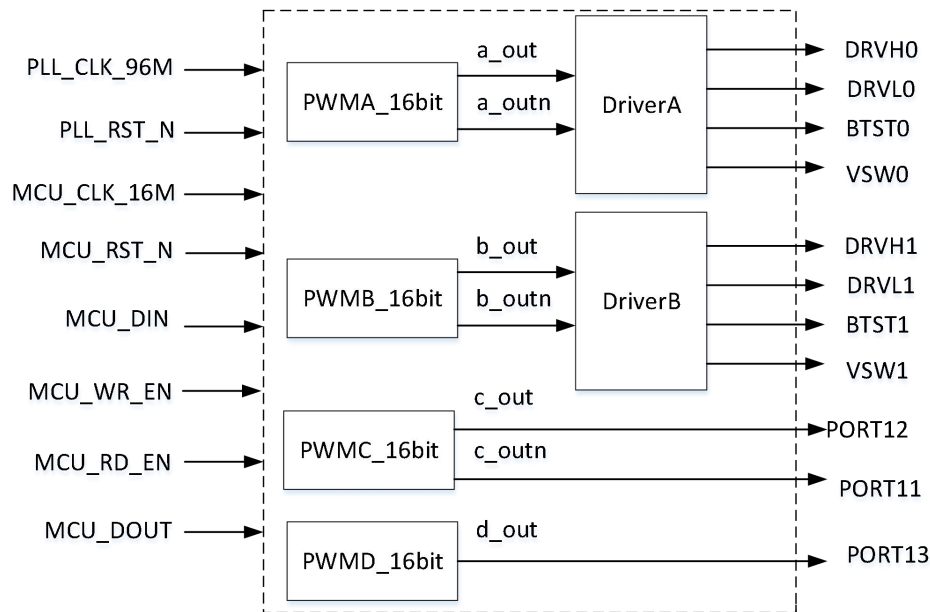 PLL_CLK_96M
PLL_RST_N
MCU_CLK_16M
MCU_RST_N
MCU_DIN
MCU_WR_EN
MCU_RD_EN
MCU_DOUT
PWMA_16bit
a_out
a_outn
DriverA
DRVH0
DRVL0
BTST0
VSW0
PWMB_16bit
b_out
b_outn
DriverB
DRVH1
DRVL1
BTST1
VSW1
PWMC_16bit
c_out
c_outn
PORT12
PORT11
PWMD_16bit
d_out
PORT13